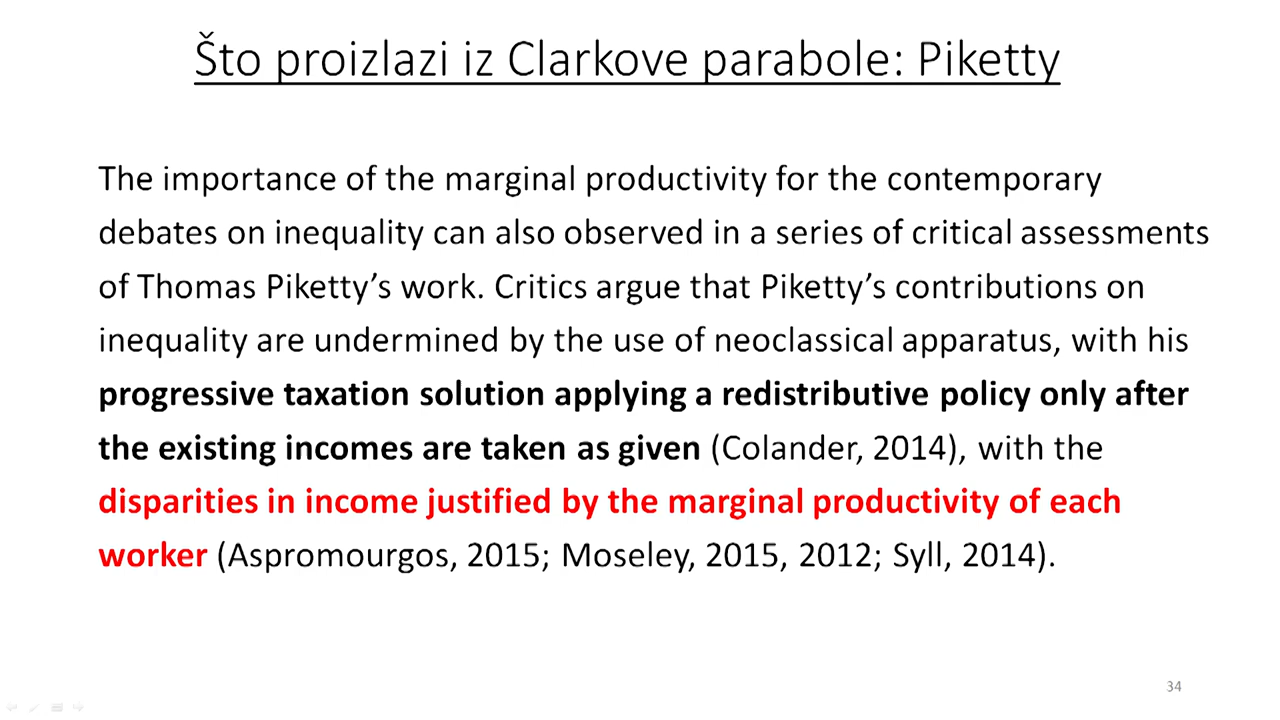 Što proizlazi iz Clarkove parabole: Piketty
The importance of the marginal productivity for the contemporary
debates on inequality can also observed in a series of critical assessments
of Thomas Piketty’s work. Critics argue that Piketty’s contributions on
inequality are undermined by the use of neoclassical apparatus, with his
progressive taxation solution applying a redistributive policy only after
the existing incomes are taken as given (Colander, 2014), with the
disparities in income justified by the marginal productivity of each
worker (Aspromourgos, 2015; Moseley, 2015, 2012; Syll, 2014).
34